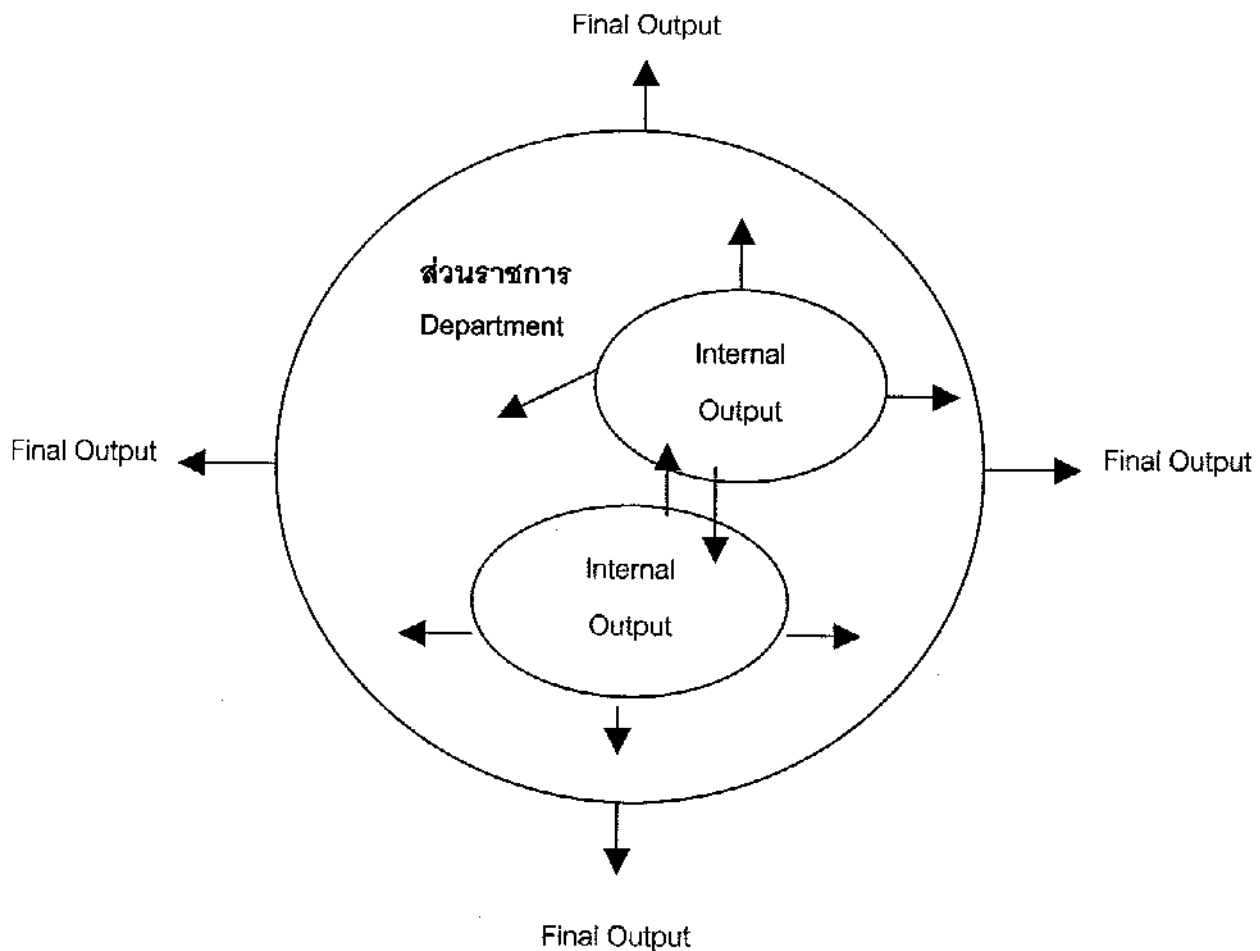 Final Output
ส่วนราชการ
Department
Internal
Output
Final Output
Final Output
Internal
Output
Final Output